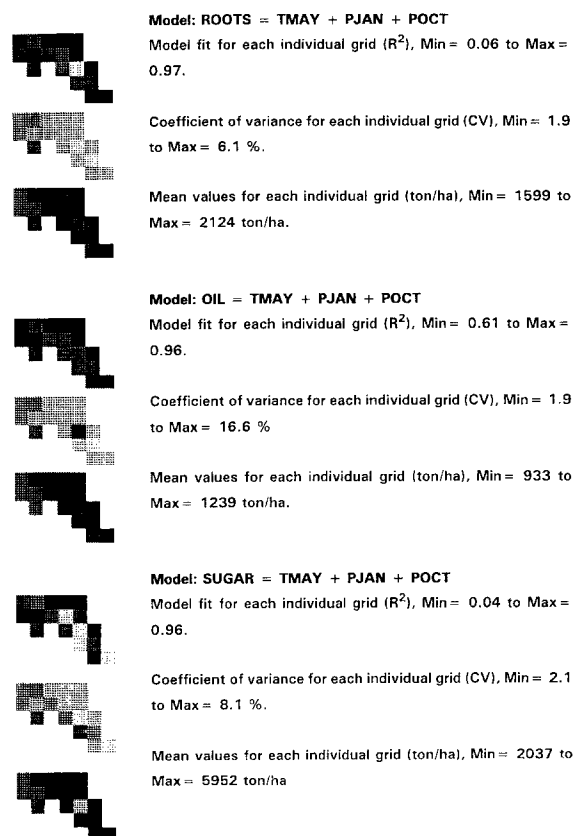 Model: ROOTS = TMAY + PJAN + POCT
Model fit for each individual grid (R²), Min= 0.06 to Max=
0.97.
Coefficient of variance for each individual grid (CV), Min= 1.9
to Max= 6.1 %.
Mean values for each individual grid (ton/ha), Min= 1599 to
Max= 2124 ton/ha.
Model: OIL = TMAY + PJAN + POCT
Model fit for each individual grid (R²), Min= 0.61 to Max=
0.96.
Coefficient of variance for each individual grid (CV), Min= 1.9
to Max= 16.6 %
Mean values for each individual grid (ton/ha), Min= 933 to
Max= 1239 ton/ha.
Model: SUGAR = TMAY + PJAN + POCT
Model fit for each individual grid (R²), Min= 0.04 to Max=
0.96.
Coefficient of variance for each individual grid (CV), Min= 2.1
to Max= 8.1 %.
Mean values for each individual grid (ton/ha), Min= 2037 to
Max= 5952 ton/ha